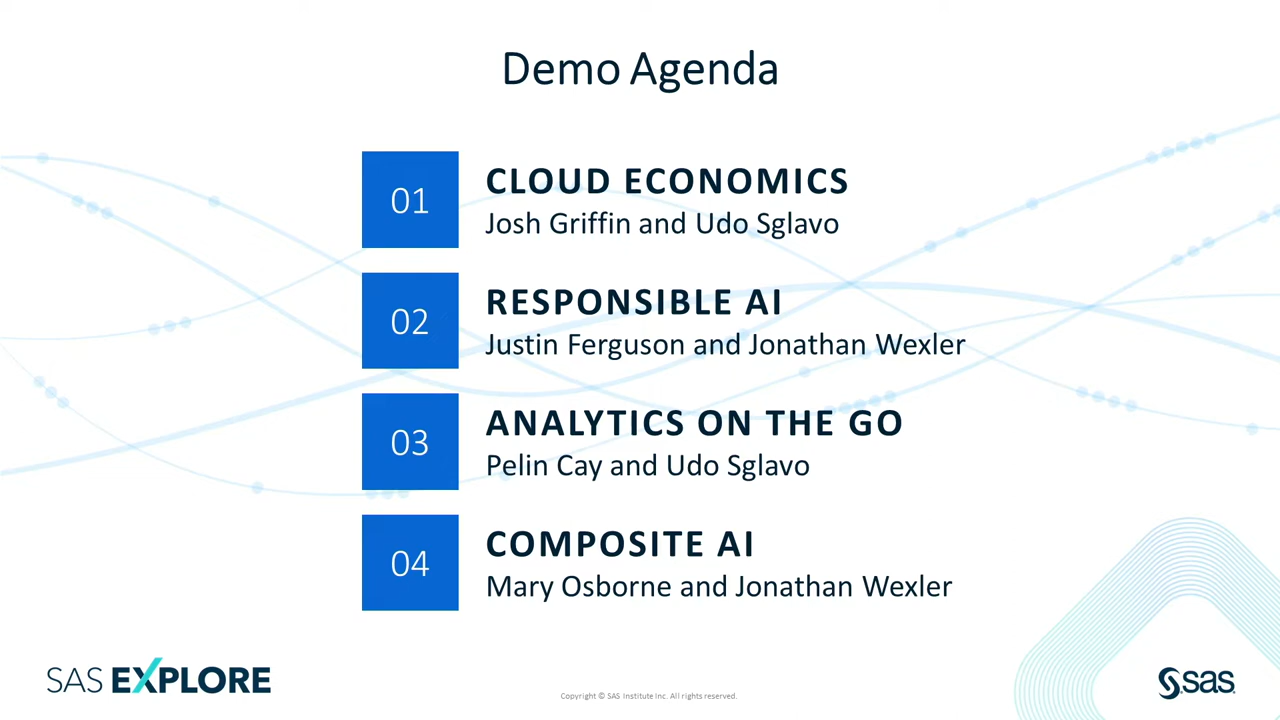 Demo Agenda
01
CLOUD ECONOMICS
Josh Griffin and Udo Sglavo
02
RESPONSIBLE AI
Justin Ferguson and Jonathan Wexler
03
ANALYTICS ON THE GO
Pelin Cay and Udo Sglavo
04
COMPOSITE AI
Mary Osborne and Jonathan Wexler
SAS EXPLORE
Copyright © SAS Institute Inc. All rights reserved.
sas